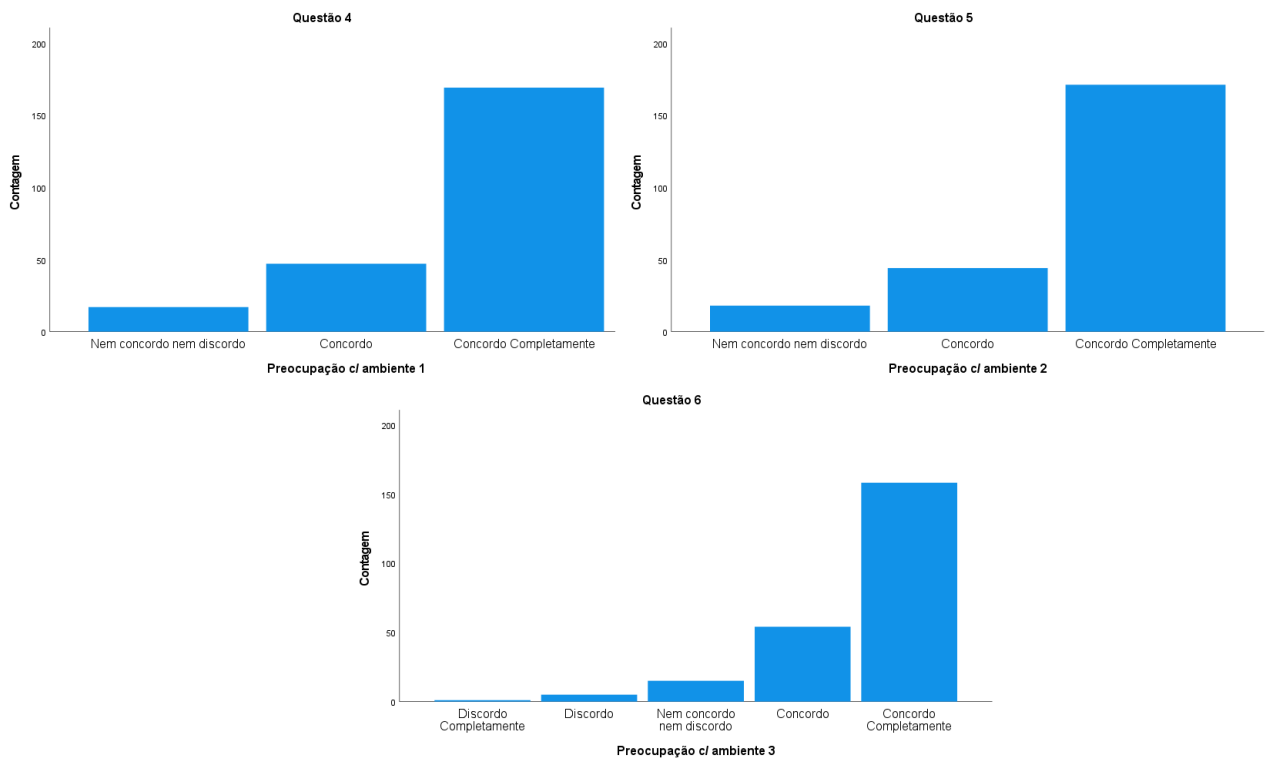 Questão 4
200
150
100
50
0
Contagem
Nem concordo nem discordo
Concordo
Concordo Completamente
Preocupação c/ ambiente 1
Questão 5
200
150
100
50
0
Contagem
Nem concordo nem discordo
Concordo
Concordo Completamente
Preocupação c/ ambiente 2
Questão 6
200
150
100
50
0
Contagem
Discordo
Completamente
Discordo
Nem concordo
nem discordo
Concordo
Concordo
Completamente
Preocupação c/ ambiente 3